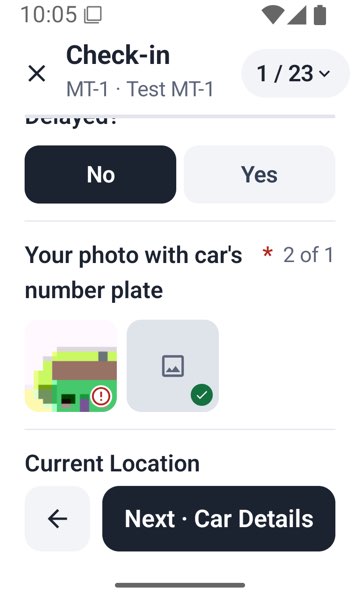 10:05
Check-in
MT-1 · Test MT-1
1 / 23
Delayed?
No
Yes
Your photo with car's
number plate
* 2 of 1
Current Location
Next · Car Details